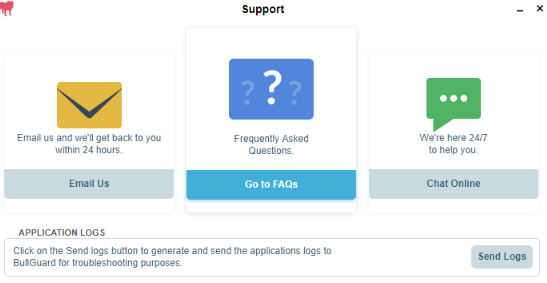 Support
Email us and we'll get back to you
within 24 hours.
Email Us
? ? ?
Frequently Asked
Questions.
Go to FAQs
We're here 24/7
to help you.
Chat Online
APPLICATION LOGS
Click on the Send logs button to generate and send the applications logs to
BullGuard for troubleshooting purposes.
Send Logs